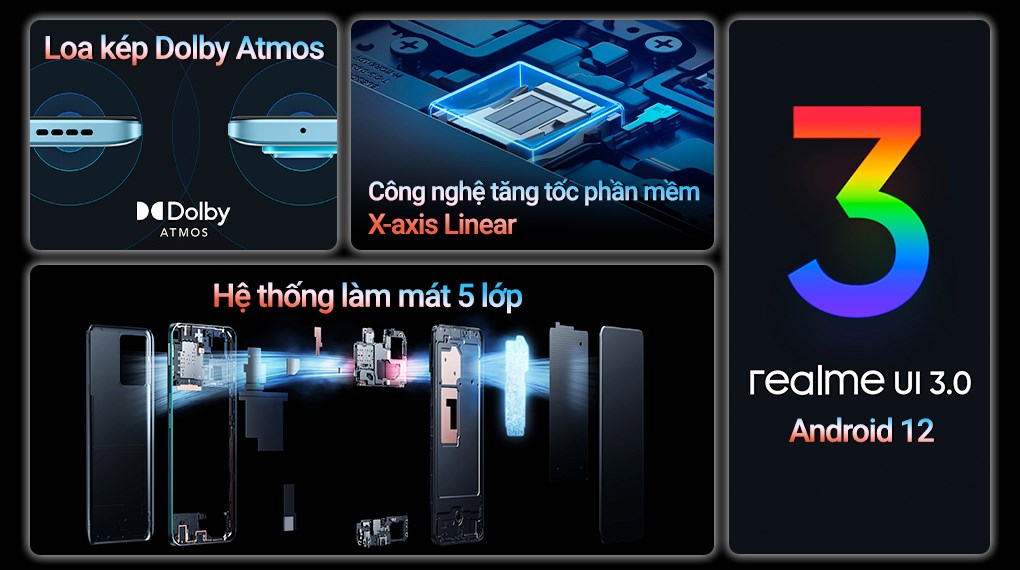 Loa kép Dolby Atmos
Dolby
ATMOS
Công nghệ tăng tốc phần mềm
X-axis Linear
Hệ thống làm mát 5 lớp
3
realme UI 3.0
Android 12